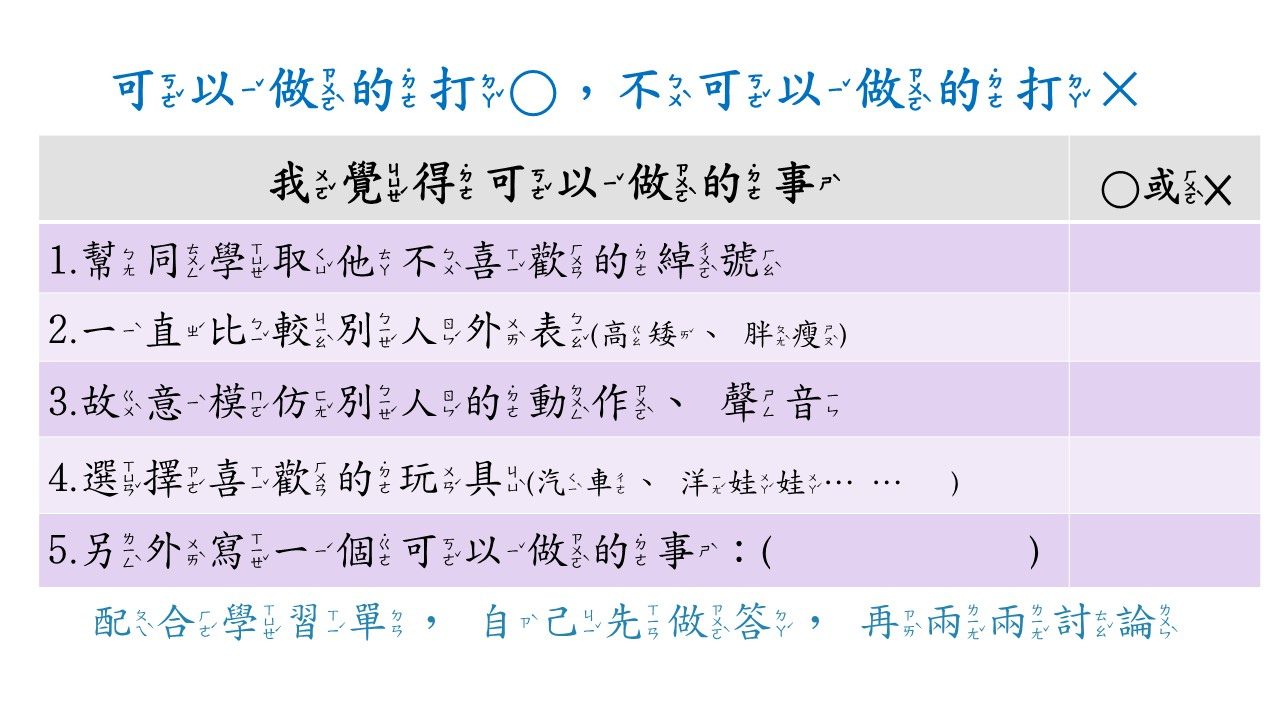 可以做的打○，不可以做的打╳
我覺得可以做的事
○或╳
1.幫同學取他不喜歡的綽號
2.一直比較別人外表(高矮、胖瘦)
3.故意模仿別人的動作、聲音
4.選擇喜歡的玩具(汽車、洋娃娃……　)
5.另外寫一個可以做的事：(　　　　)
配合學習單，自己先做答，再兩兩討論